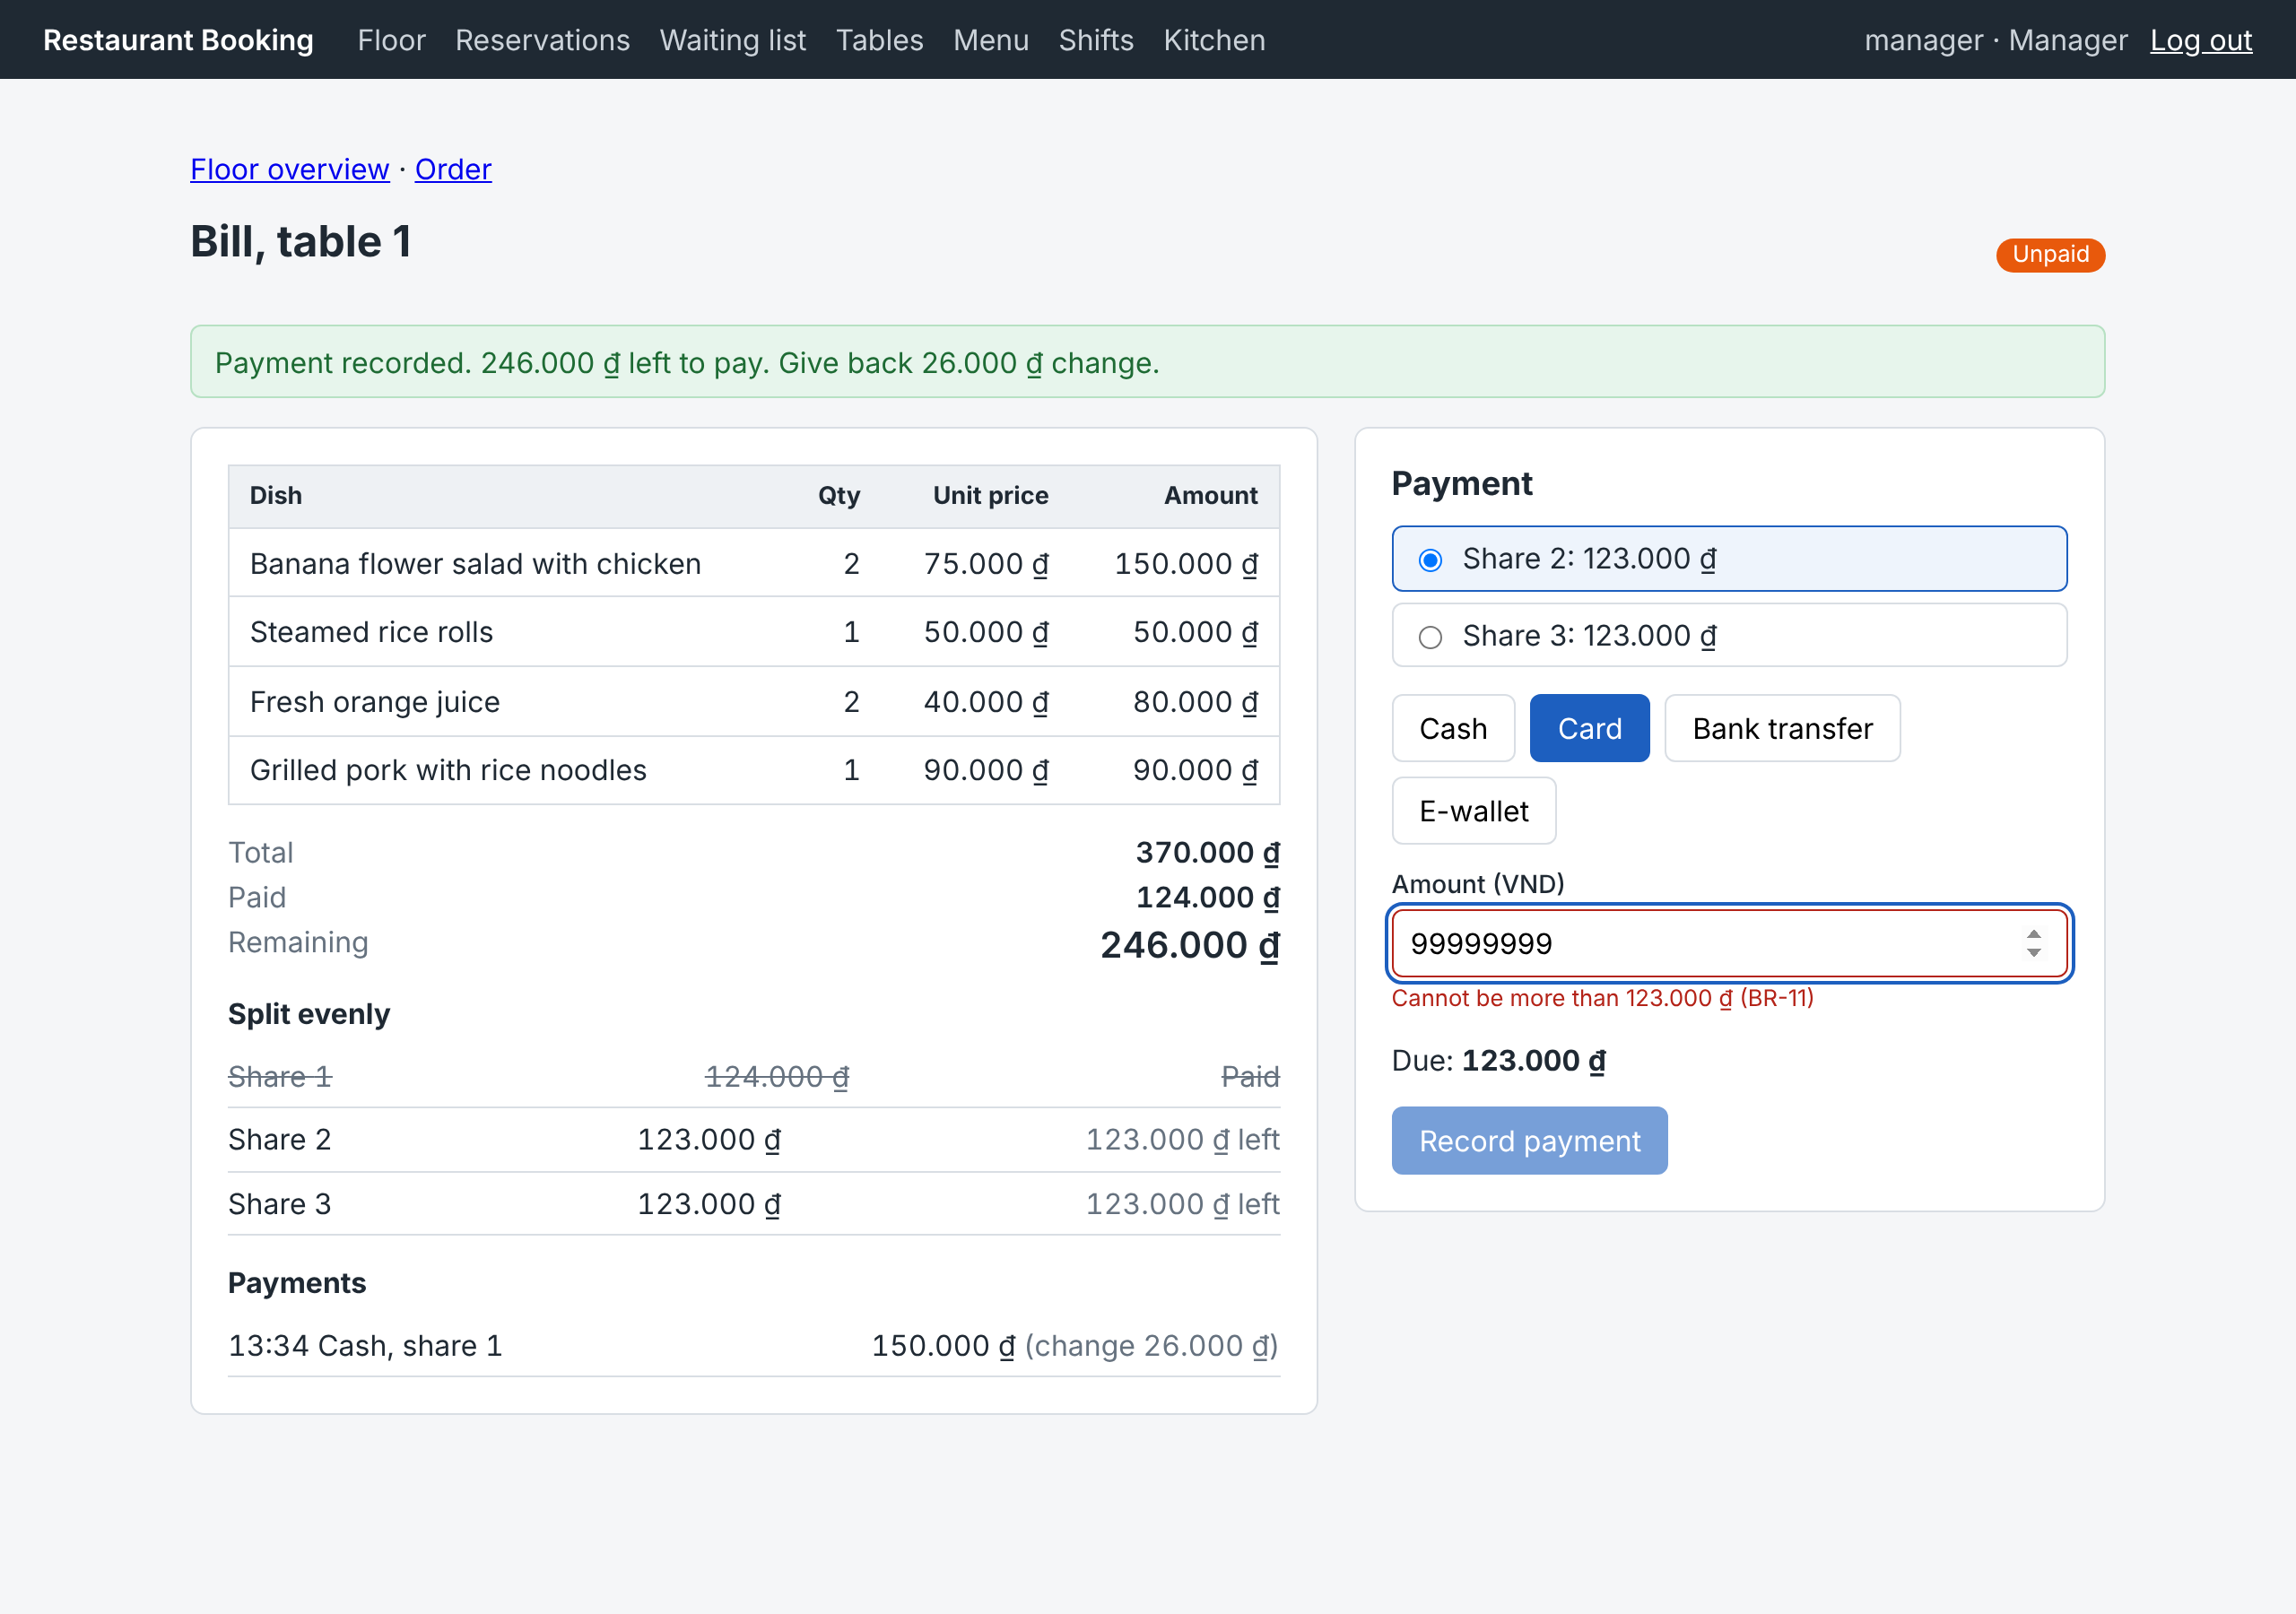 Restaurant Booking Floor Reservations Waiting list Tables Menu Shifts Kitchen manager · Manager Log out
Floor overview · Order
Bill, table 1
Unpaid
Payment recorded. 246.000 ₫ left to pay. Give back 26.000 ₫ change.
Dish Qty Unit price Amount
Banana flower salad with chicken 2 75.000 ₫ 150.000 ₫
Steamed rice rolls 1 50.000 ₫ 50.000 ₫
Fresh orange juice 2 40.000 ₫ 80.000 ₫
Grilled pork with rice noodles 1 90.000 ₫ 90.000 ₫
Total 370.000 ₫
Paid 124.000 ₫
Remaining 246.000 ₫
Split evenly
Share 1 124.000 ₫ Paid
Share 2 123.000 ₫ 123.000 ₫ left
Share 3 123.000 ₫ 123.000 ₫ left
Payments
13:34 Cash, share 1 150.000 ₫ (change 26.000 ₫)
Payment
Share 2: 123.000 ₫
Share 3: 123.000 ₫
Cash Card Bank transfer
E-wallet
Amount (VND)
99999999
Cannot be more than 123.000 ₫ (BR-11)
Due: 123.000 ₫
Record payment